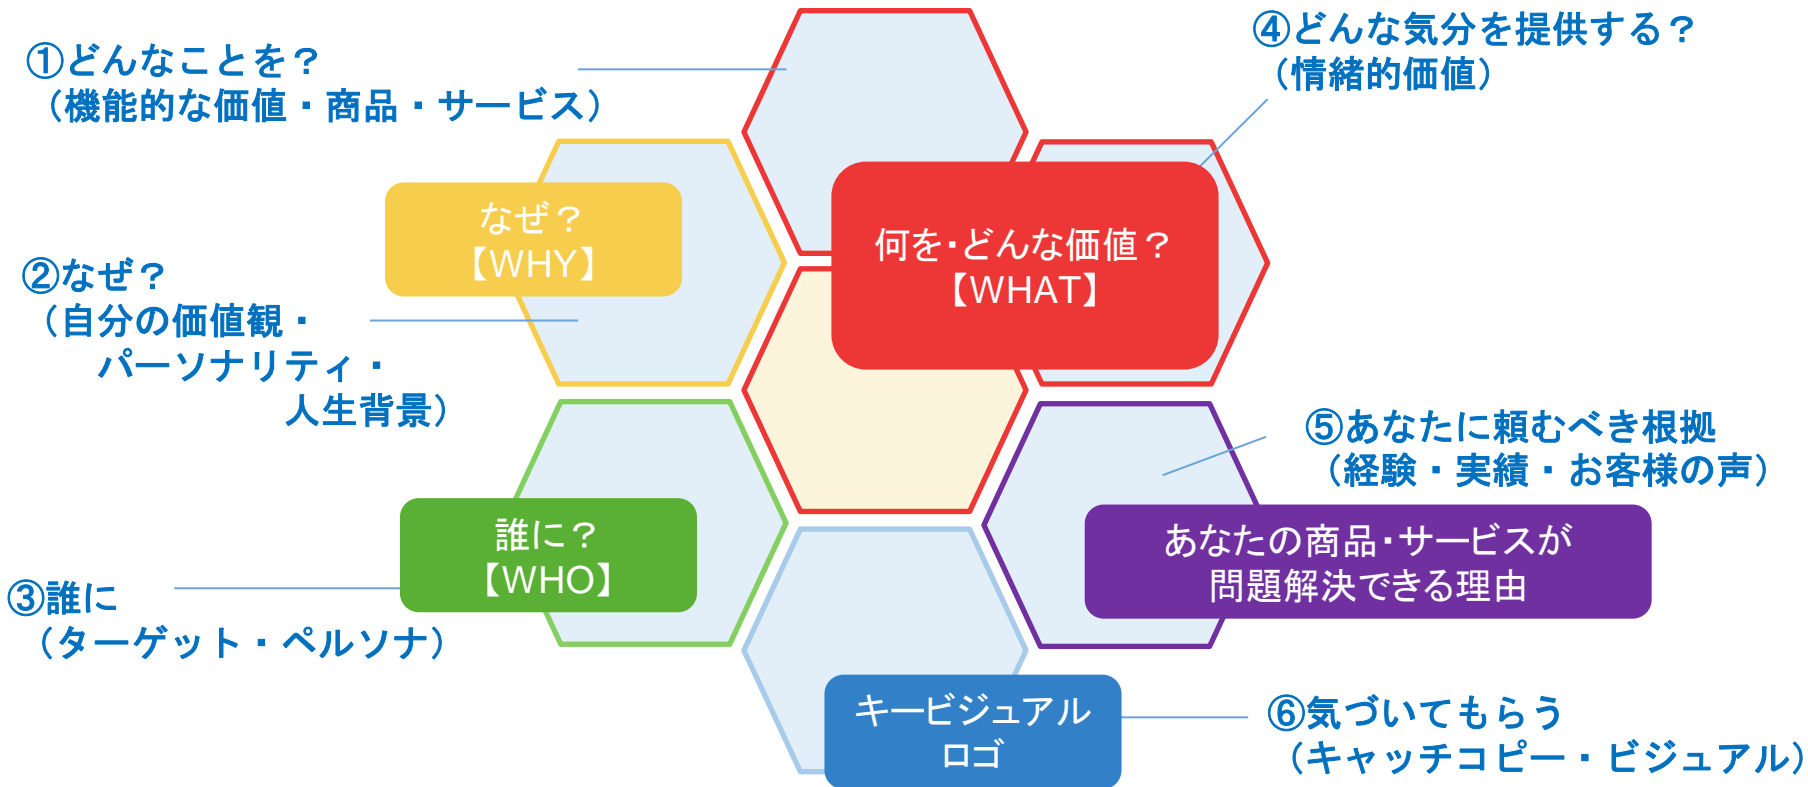 ①どんなことを？
（機能的な価値・商品・サービス）
④どんな気分を提供する？
（情緒的価値）
なぜ？
【WHY】
何を・どんな価値？
【WHAT】
②なぜ？
（自分の価値観・
パーソナリティ・
人生背景）
⑤あなたに頼むべき根拠
（経験・実績・お客様の声）
誰に？
【WHO】
あなたの商品・サービスが
問題解決できる理由
③誰に
（ターゲット・ペルソナ）
キービジュアル
ロゴ
⑥気づいてもらう
（キャッチコピー・ビジュアル）